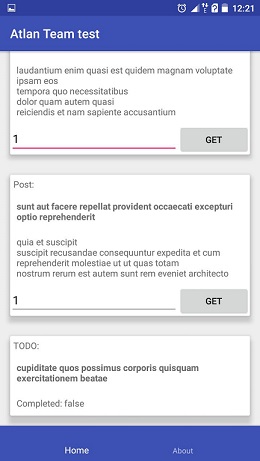 12:21
Atlan Team test
laudantium enim quasi est quidem magnam voluptate
ipsam eos
tempora quo necessitatibus
dolor quam autem quasi
reiciendis et nam sapiente accusantium
1
GET
Post:
sunt aut facere repellat provident occaecati excepturi
optio reprehenderit
quia et suscipit
suscipit recusandae consequuntur expedita et cum
reprehenderit molestiae ut ut quas totam
nostrum rerum est autem sunt rem eveniet architecto
1
GET
TODO:
cupiditate quos possimus corporis quisquam
exercitationem beatae
Completed: false
Home
About